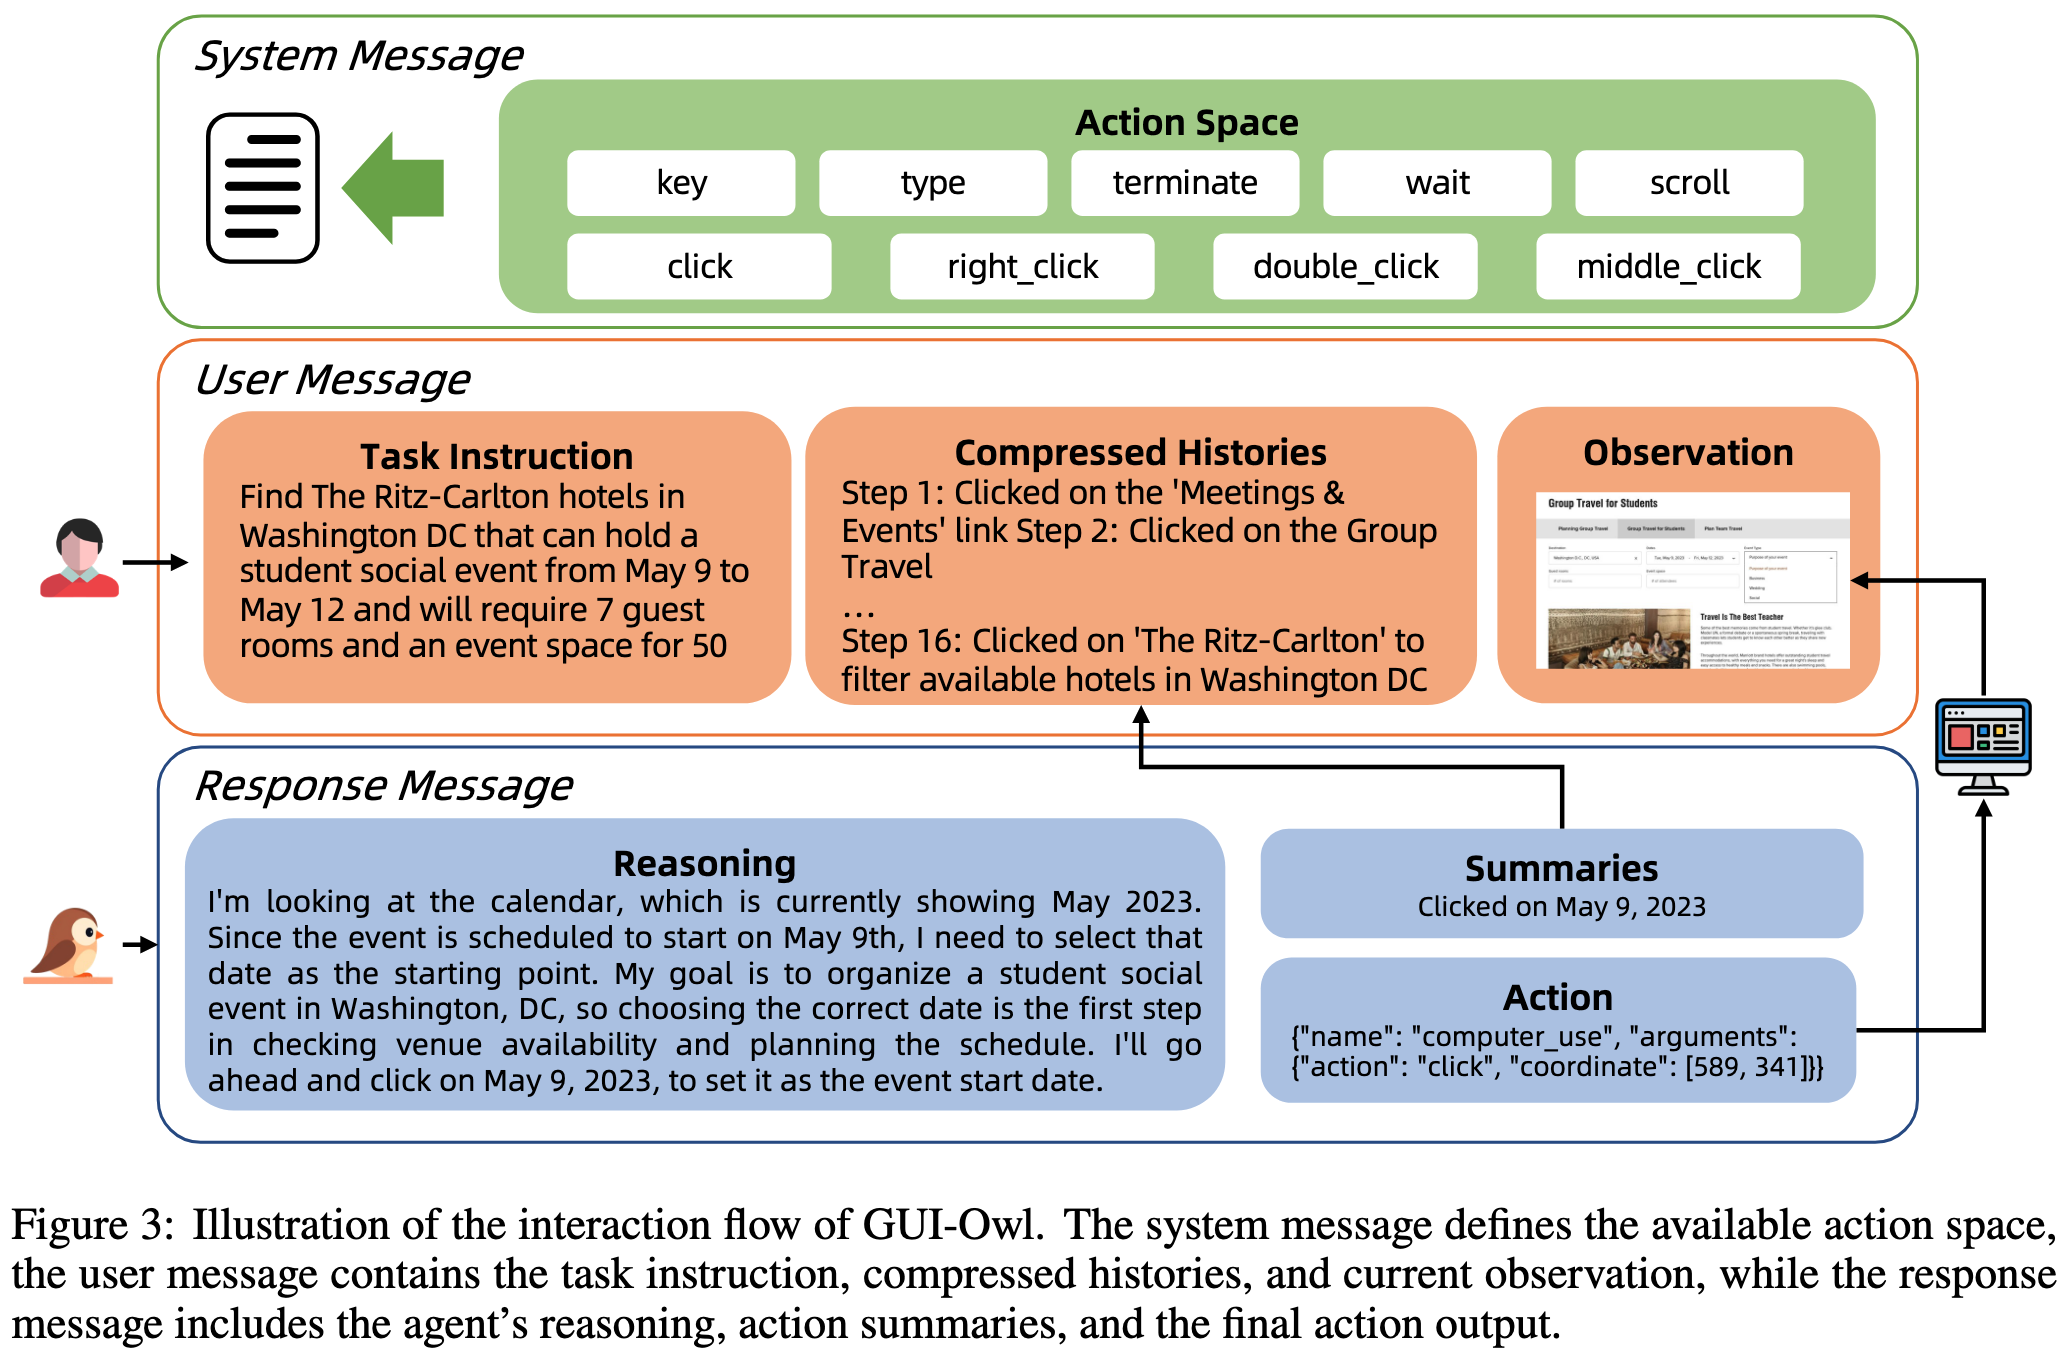 System Message
Action Space
key
type
terminate
wait
scroll
click
right_click
double_click
middle_click
User Message
Task Instruction
Find The Ritz-Carlton hotels in
Washington DC that can hold a
student social event from May 9 to
May 12 and will require 7 guest
rooms and an event space for 50
Compressed Histories
Step 1: Clicked on the 'Meetings &
Events' link Step 2: Clicked on the Group
Travel
...
Step 16: Clicked on 'The Ritz-Carlton' to
filter available hotels in Washington DC
Observation
Group Travel for Students
Planning Group Travel
Group Travel for Students
Plan Team Travel
Travel Is The Best Teacher
Response Message
Reasoning
I'm looking at the calendar, which is currently showing May 2023.
Since the event is scheduled to start on May 9th, I need to select that
date as the starting point. My goal is to organize a student social
event in Washington, DC, so choosing the correct date is the first step
in checking venue availability and planning the schedule. I'll go
ahead and click on May 9, 2023, to set it as the event start date.
Summaries
Clicked on May 9, 2023
Action
{"name": "computer_use", "arguments":
{"action": "click", "coordinate": [589, 341]}}
Figure 3: Illustration of the interaction flow of GUI-Owl. The system message defines the available action space,
the user message contains the task instruction, compressed histories, and current observation, while the response
message includes the agent's reasoning, action summaries, and the final action output.